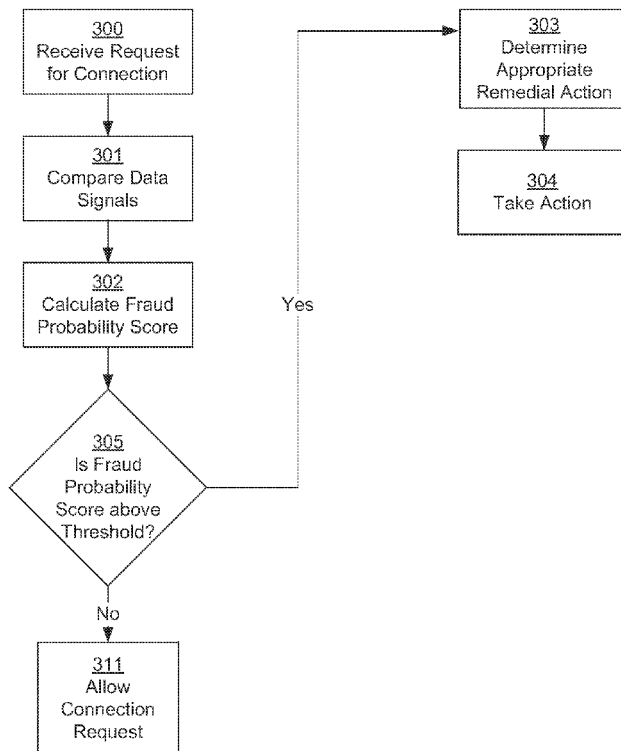 300
Receive Request
for Connection
301
Compare Data
Signals
302
Calculate Fraud
Probability Score
305
Is Fraud
Probability
Score above
Threshold?
No
311
Allow
Connection
Request
Yes
303
Determine
Appropriate
Remedial Action
304
Take Action